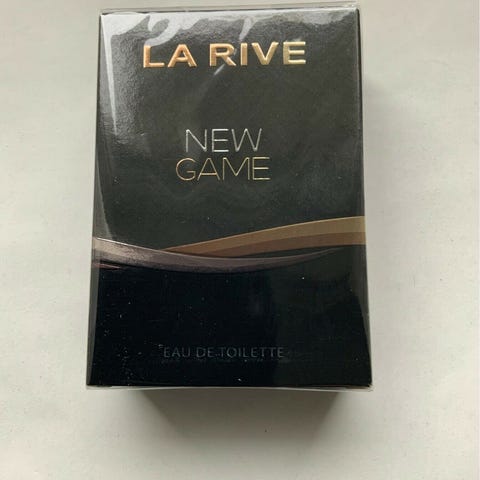 LA RIVE
NEW
GAME
EAU DE TOILETTE